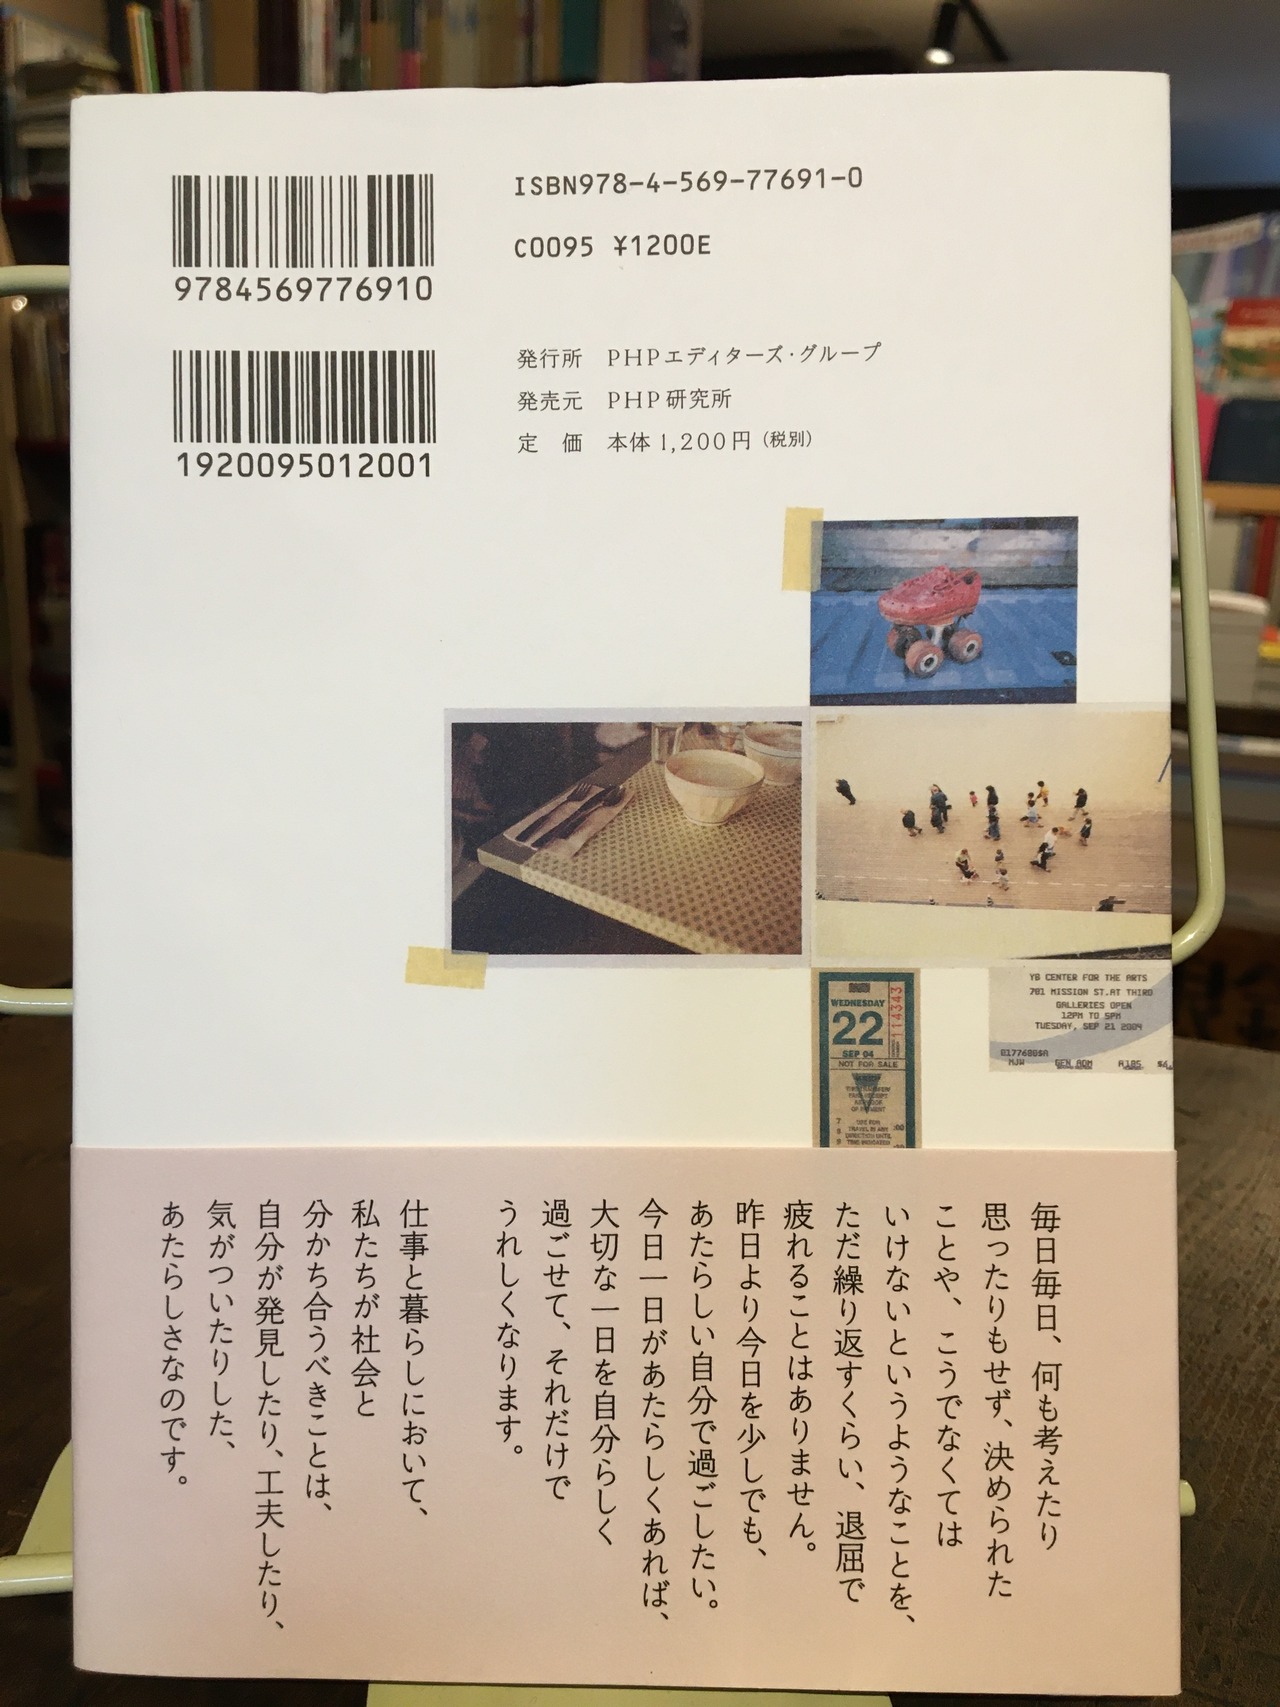 ISBN978-4-569-77691-0
C0095 ¥1200E
9784569776910
1920095012001
発行所 PHPエディターズ・グループ
発売元 PHP研究所
定 価 本体1,200円（税別）
WEDNESDAY
22
SEP 04
114343
NOT FOR SALE
YB CENTER FOR THE ARTS
701 MISSION ST.AT THIRD
GALLERIES OPEN
12PM TO 5PM
TUESDAY, SEP 21 2004
MJW GEN ADM A185
毎日毎日、何も考えたり
思ったりもせず、決められた
ことや、こうでなくては
いけないというようなことを、
ただ繰り返すくらい、退屈で
疲れることはありません。
昨日より今日を少しでも、
あたらしい自分で過ごしたい。
今日一日があたらしくあれば、
大切な一日を自分らしく
過ごせて、それだけで
うれしくなります。
仕事と暮らしにおいて、
私たちが社会と
分かち合うべきことは、
自分が発見したり、工夫したり、
気がついたりした、
あたらしさなのです。